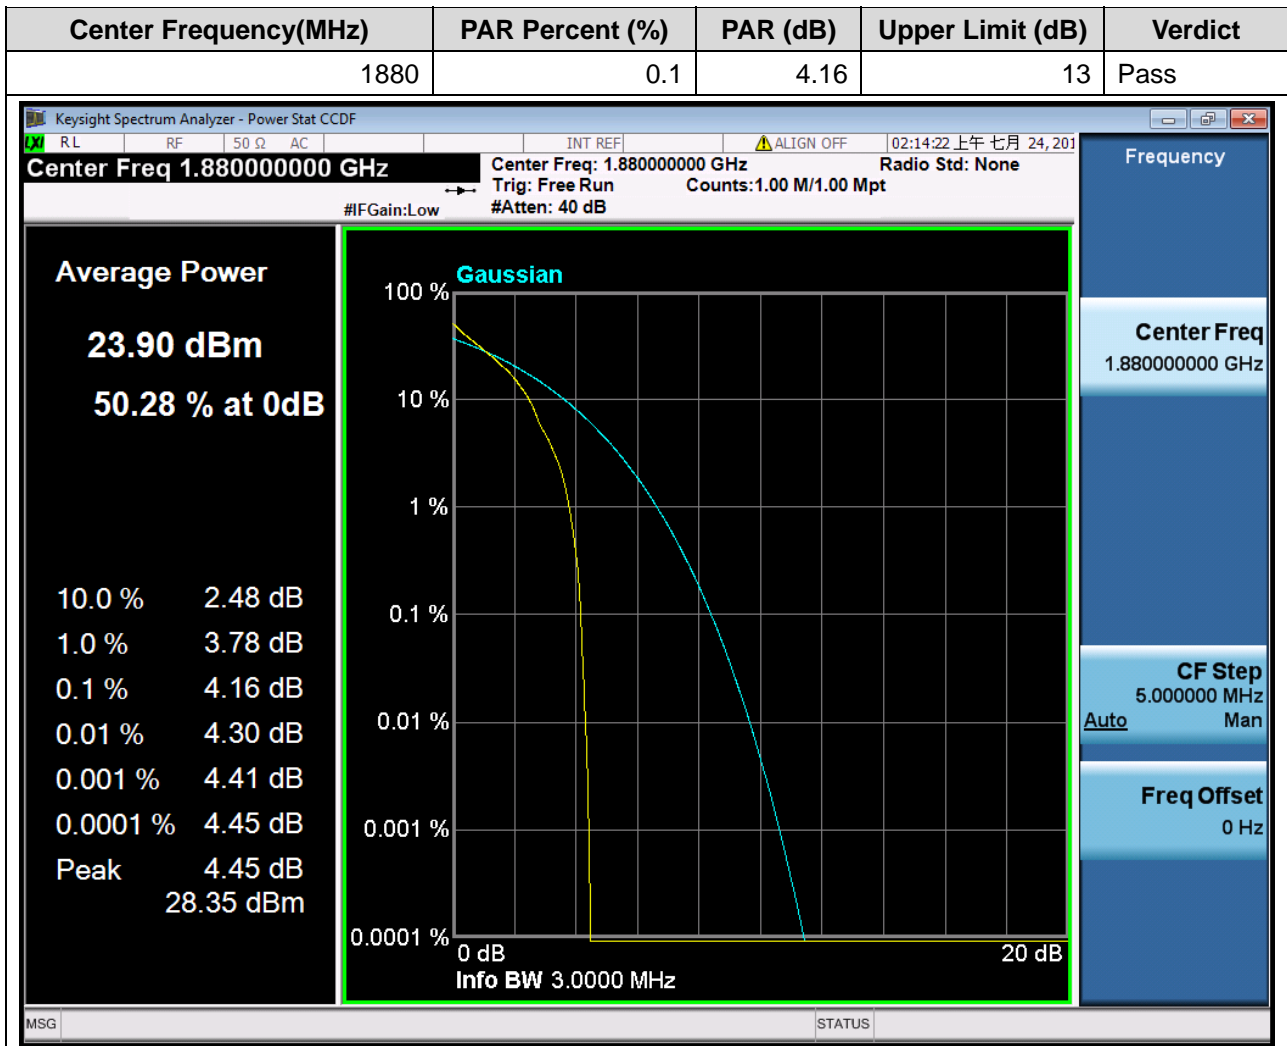 Center Frequency(MHz) PAR Percent (%) PAR (dB) Upper Limit (dB) Verdict
1880 0.1 4.16 13 Pass
Keysight Spectrum Analyzer - Power Stat CCDF
LXI RL RF 50 Ω AC INT REF ALIGN OFF 02:14:22 上午 七月 24, 201
Center Freq 1.880000000 GHz
Center Freq: 1.880000000 GHz Radio Std: None
Trig: Free Run Counts:1.00 M/1.00 Mpt
#IFGain:Low #Atten: 40 dB
Average Power
23.90 dBm
50.28 % at 0dB
10.0 % 2.48 dB
1.0 % 3.78 dB
0.1 % 4.16 dB
0.01 % 4.30 dB
0.001 % 4.41 dB
0.0001 % 4.45 dB
Peak 4.45 dB
28.35 dBm
Gaussian
100 %
10 %
1 %
0.1 %
0.01 %
0.001 %
0.0001 %
0 dB 20 dB
Info BW 3.0000 MHz
Frequency
Center Freq
1.880000000 GHz
CF Step
5.000000 MHz
Auto Man
Freq Offset
0 Hz
MSG STATUS